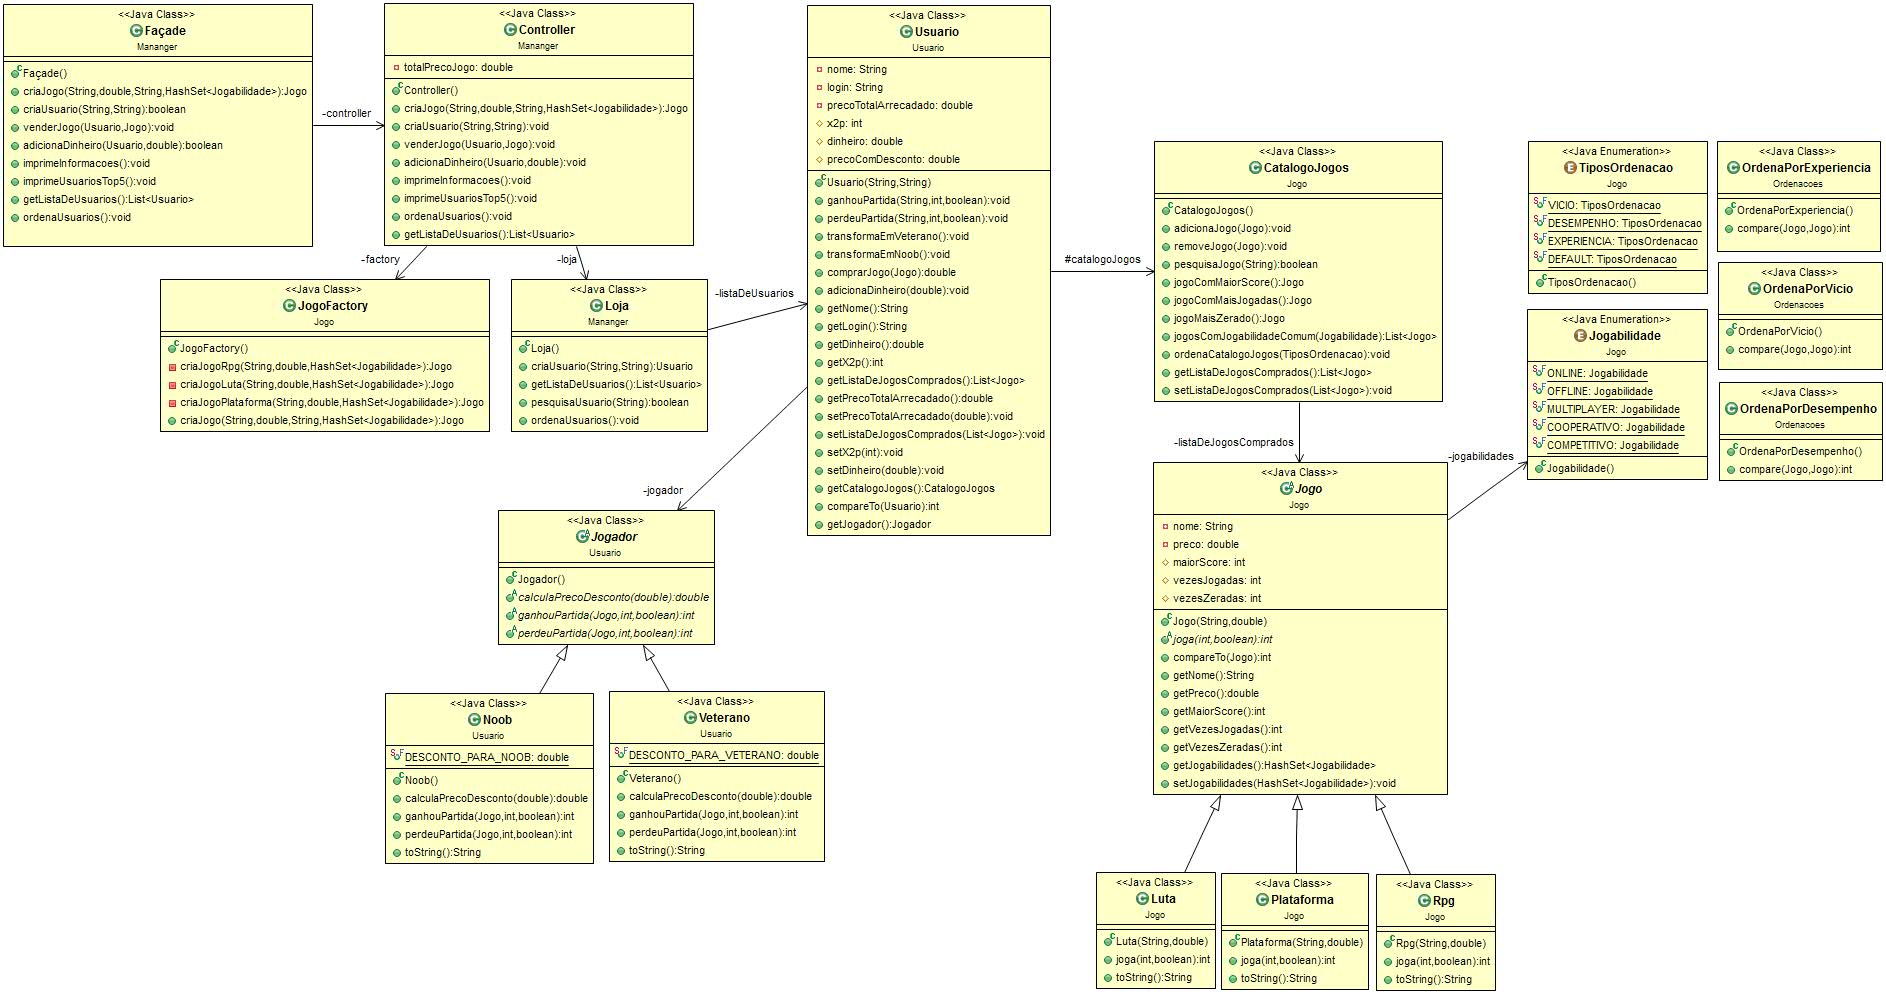 <<Java Class>>
Façade
Mananger
Façade()
criaJogo(String,double,String,HashSet<Jogabilidade>):Jogo
criaUsuario(String,String):boolean
venderJogo(Usuario,Jogo):void
adicionaDinheiro(Usuario,double):boolean
imprimeInformacoes():void
imprimeUsuariosTop5():void
getListaDeUsuarios():List<Usuario>
ordenaUsuarios():void
-controller
<<Java Class>>
Controller
Mananger
totalPrecoJogo: double
Controller()
criaJogo(String,double,String,HashSet<Jogabilidade>):Jogo
criaUsuario(String,String):void
venderJogo(Usuario,Jogo):void
adicionaDinheiro(Usuario,double):void
imprimeInformacoes():void
imprimeUsuariosTop5():void
ordenaUsuarios():void
getListaDeUsuarios():List<Usuario>
-factory
-loja
<<Java Class>>
JogoFactory
Jogo
JogoFactory()
criaJogoRpg(String,double,HashSet<Jogabilidade>):Jogo
criaJogoLuta(String,double,HashSet<Jogabilidade>):Jogo
criaJogoPlataforma(String,double,HashSet<Jogabilidade>):Jogo
criaJogo(String,double,String,HashSet<Jogabilidade>):Jogo
<<Java Class>>
Loja
Mananger
Loja()
criaUsuario(String,String):Usuario
getListaDeUsuarios():List<Usuario>
pesquisaUsuario(String):boolean
ordenaUsuarios():void
-listaDeUsuarios
<<Java Class>>
Usuario
Usuario
nome: String
login: String
precoTotalArrecadado: double
x2p: int
dinheiro: double
precoComDesconto: double
Usuario(String,String)
ganhouPartida(String,int,boolean):void
perdeuPartida(String,int,boolean):void
transformaEmVeterano():void
transformaEmNoob():void
comprarJogo(Jogo):double
adicionaDinheiro(double):void
getNome():String
getLogin():String
getDinheiro():double
getX2p():int
getListaDeJogosComprados():List<Jogo>
getPrecoTotalArrecadado():double
setPrecoTotalArrecadado(double):void
setListaDeJogosComprados(List<Jogo>):void
setX2p(int):void
setDinheiro(double):void
getCatalogoJogos():CatalogoJogos
compareTo(Usuario):int
getJogador():Jogador
-jogador
<<Java Class>>
Jogador
Usuario
Jogador()
calculaPrecoDesconto(double):double
ganhouPartida(Jogo,int,boolean):int
perdeuPartida(Jogo,int,boolean):int
<<Java Class>>
Noob
Usuario
DESCONTO_PARA_NOOB: double
Noob()
calculaPrecoDesconto(double):double
ganhouPartida(Jogo,int,boolean):int
perdeuPartida(Jogo,int,boolean):int
toString():String
<<Java Class>>
Veterano
Usuario
DESCONTO_PARA_VETERANO: double
Veterano()
calculaPrecoDesconto(double):double
ganhouPartida(Jogo,int,boolean):int
perdeuPartida(Jogo,int,boolean):int
toString():String
#catalogoJogos
<<Java Class>>
CatalogoJogos
Jogo
CatalogoJogos()
adicionaJogo(Jogo):void
removeJogo(Jogo):void
pesquisaJogo(String):boolean
jogoComMaiorScore():Jogo
jogoComMaisJogadas():Jogo
jogoMaisZerado():Jogo
jogosComJogabilidadeComum(Jogabilidade):List<Jogo>
ordenaCatalogoJogos(TiposOrdenacao):void
getListaDeJogosComprados():List<Jogo>
setListaDeJogosComprados(List<Jogo>):void
-listaDeJogosComprados
<<Java Class>>
Jogo
Jogo
nome: String
preco: double
maiorScore: int
vezesJogadas: int
vezesZeradas: int
Jogo(String,double)
joga(int,boolean):int
compareTo(Jogo):int
getNome():String
getPreco():double
getMaiorScore():int
getVezesJogadas():int
getVezesZeradas():int
getJogabilidades():HashSet<Jogabilidade>
setJogabilidades(HashSet<Jogabilidade>):void
-jogabilidades
<<Java Class>>
Luta
Jogo
Luta(String,double)
joga(int,boolean):int
toString():String
<<Java Class>>
Plataforma
Jogo
Plataforma(String,double)
joga(int,boolean):int
toString():String
<<Java Class>>
Rpg
Jogo
Rpg(String,double)
joga(int,boolean):int
toString():String
<<Java Enumeration>>
TiposOrdenacao
Jogo
VICIO: TiposOrdenacao
DESEMPENHO: TiposOrdenacao
EXPERIENCIA: TiposOrdenacao
DEFAULT: TiposOrdenacao
TiposOrdenacao()
<<Java Enumeration>>
Jogabilidade
Jogo
ONLINE: Jogabilidade
OFFLINE: Jogabilidade
MULTIPLAYER: Jogabilidade
COOPERATIVO: Jogabilidade
COMPETITIVO: Jogabilidade
Jogabilidade()
<<Java Class>>
OrdenaPorExperiencia
Ordenacoes
OrdenaPorExperiencia()
compare(Jogo,Jogo):int
<<Java Class>>
OrdenaPorVicio
Ordenacoes
OrdenaPorVicio()
compare(Jogo,Jogo):int
<<Java Class>>
OrdenaPorDesempenho
Ordenacoes
OrdenaPorDesempenho()
compare(Jogo,Jogo):int